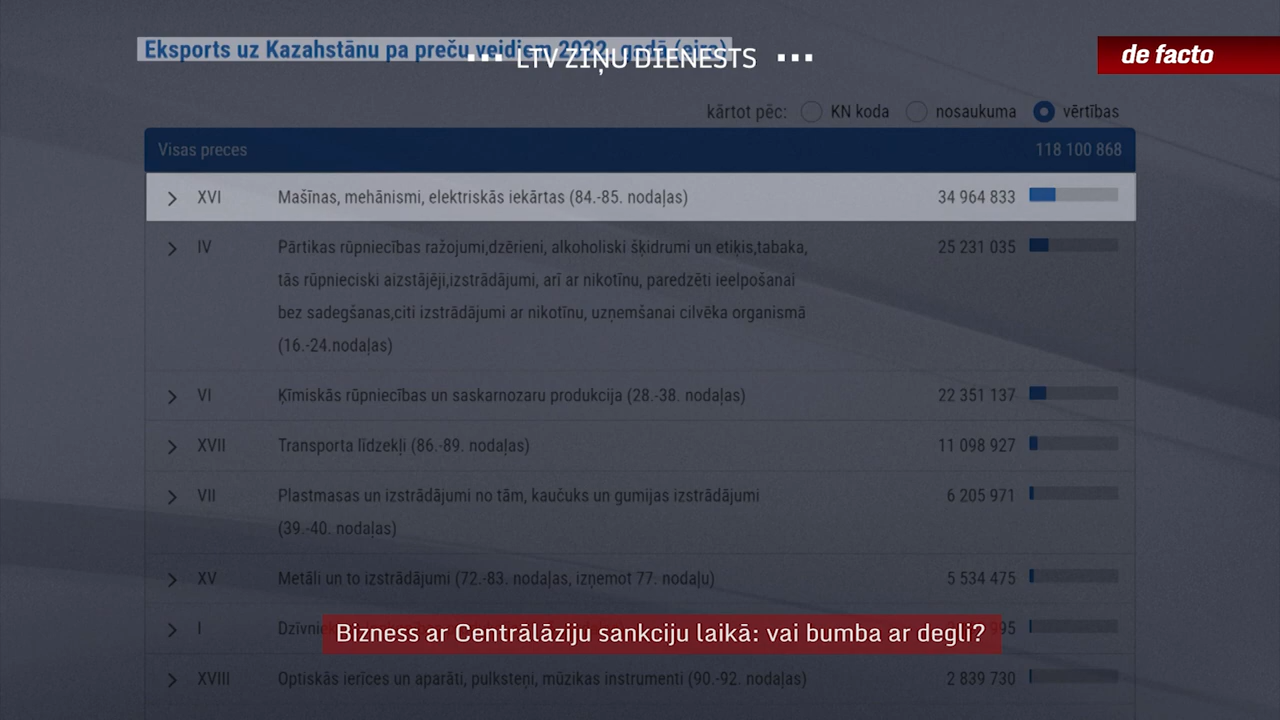 Eksports uz Kazahstānu pa preču veidiem 2022. gadā (eiro)
LTV ZIŅU DIENESTS
de facto
kārtot pēc: KN koda nosaukuma vērtības
Visas preces 118 100 868
XVI Mašīnas, mehānismi, elektriskās iekārtas (84.-85. nodaļas) 34 964 833
IV Pārtikas rūpniecības ražojumi,dzērieni, alkoholiski šķidrumi un etiķis,tabaka, 25 231 035
tās rūpnieciski aizstājēji,izstrādājumi, arī ar nikotīnu, paredzēti ieelpošanai
bez sadegšanas,citi izstrādājumi ar nikotīnu, uzņemšanai cilvēka organismā
(16.-24.nodaļas)
VI Ķīmiskās rūpniecības un saskarnozaru produkcija (28.-38. nodaļas) 22 351 137
XVII Transporta līdzekļi (86.-89. nodaļas) 11 098 927
VII Plastmasas un izstrādājumi no tām, kaučuks un gumijas izstrādājumi 6 205 971
(39.-40. nodaļas)
XV Metāli un to izstrādājumi (72.-83. nodaļas, izņemot 77. nodaļu) 5 534 475
I
Bizness ar Centrālāziju sankciju laikā: vai bumba ar degli?
XVIII Optiskās ierīces un aparāti, pulksteņi, mūzikas instrumenti (90.-92. nodaļas) 2 839 730